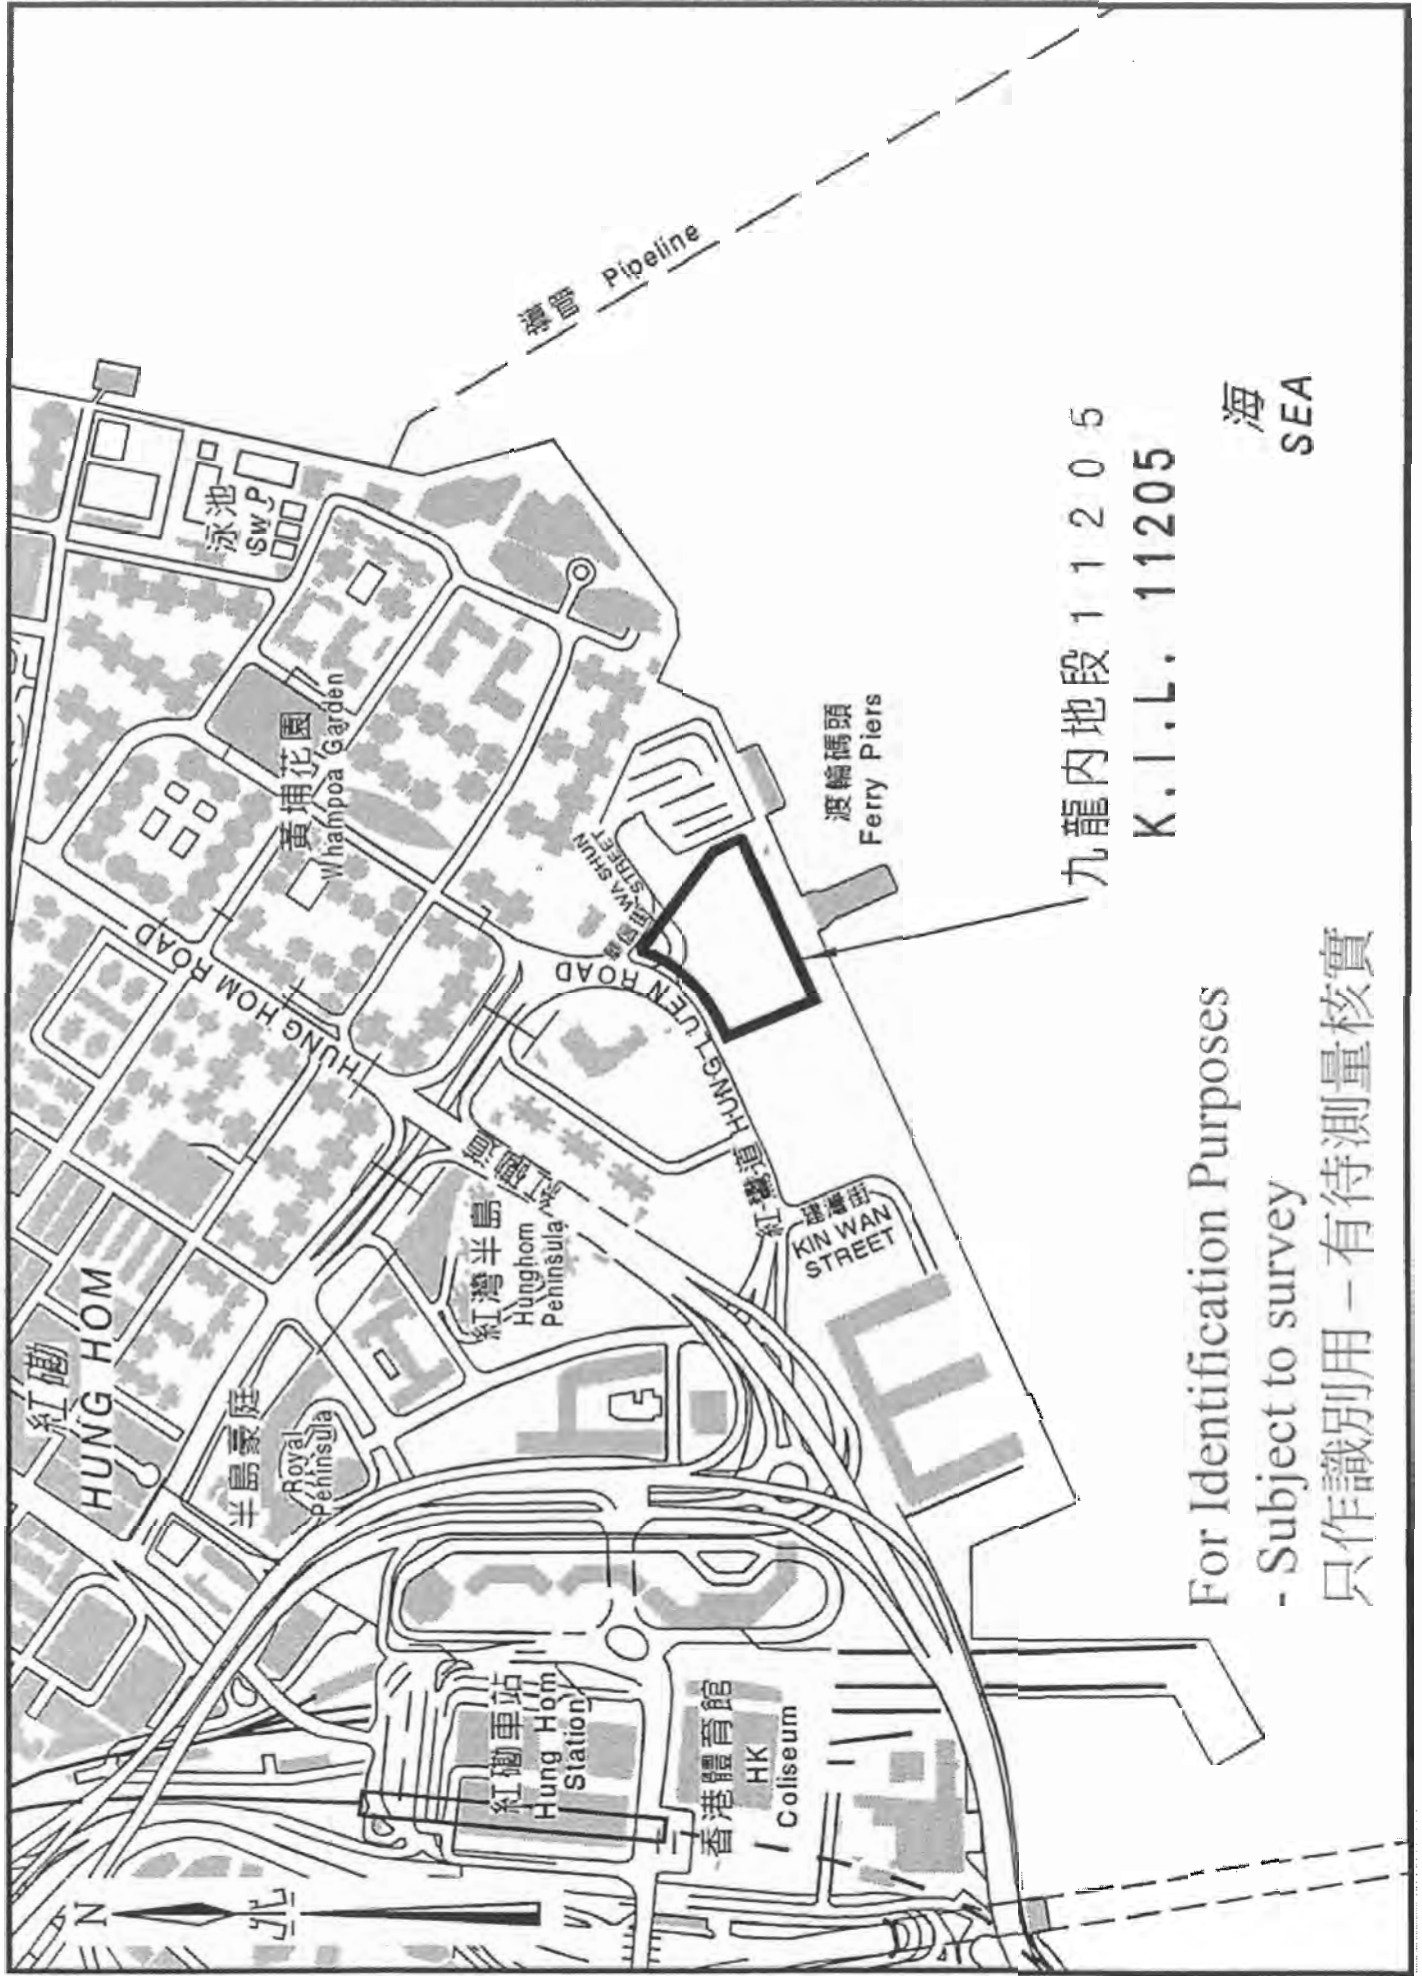 N
北
紅磡
HUNG HOM
半島豪庭
Royal
Peninsula
紅磡車站
Hung Hom
Station
香港體育館
HK
Coliseum
紅灣半島
Hunghom
Peninsula
紅磡道
HUNG HOM ROAD
黃埔花園
Whampoa Garden
泳池
Sw P
WA SHUN
STREET
紅鸞道 HUNG LUEN ROAD
KIN WAN
STREET
渡輪碼頭
Ferry Piers
導管 Pipeline
九龍內地段11205
K.I.L. 11205
海
SEA
For Identification Purposes
- Subject to survey
只作識別用 – 有待測量核實